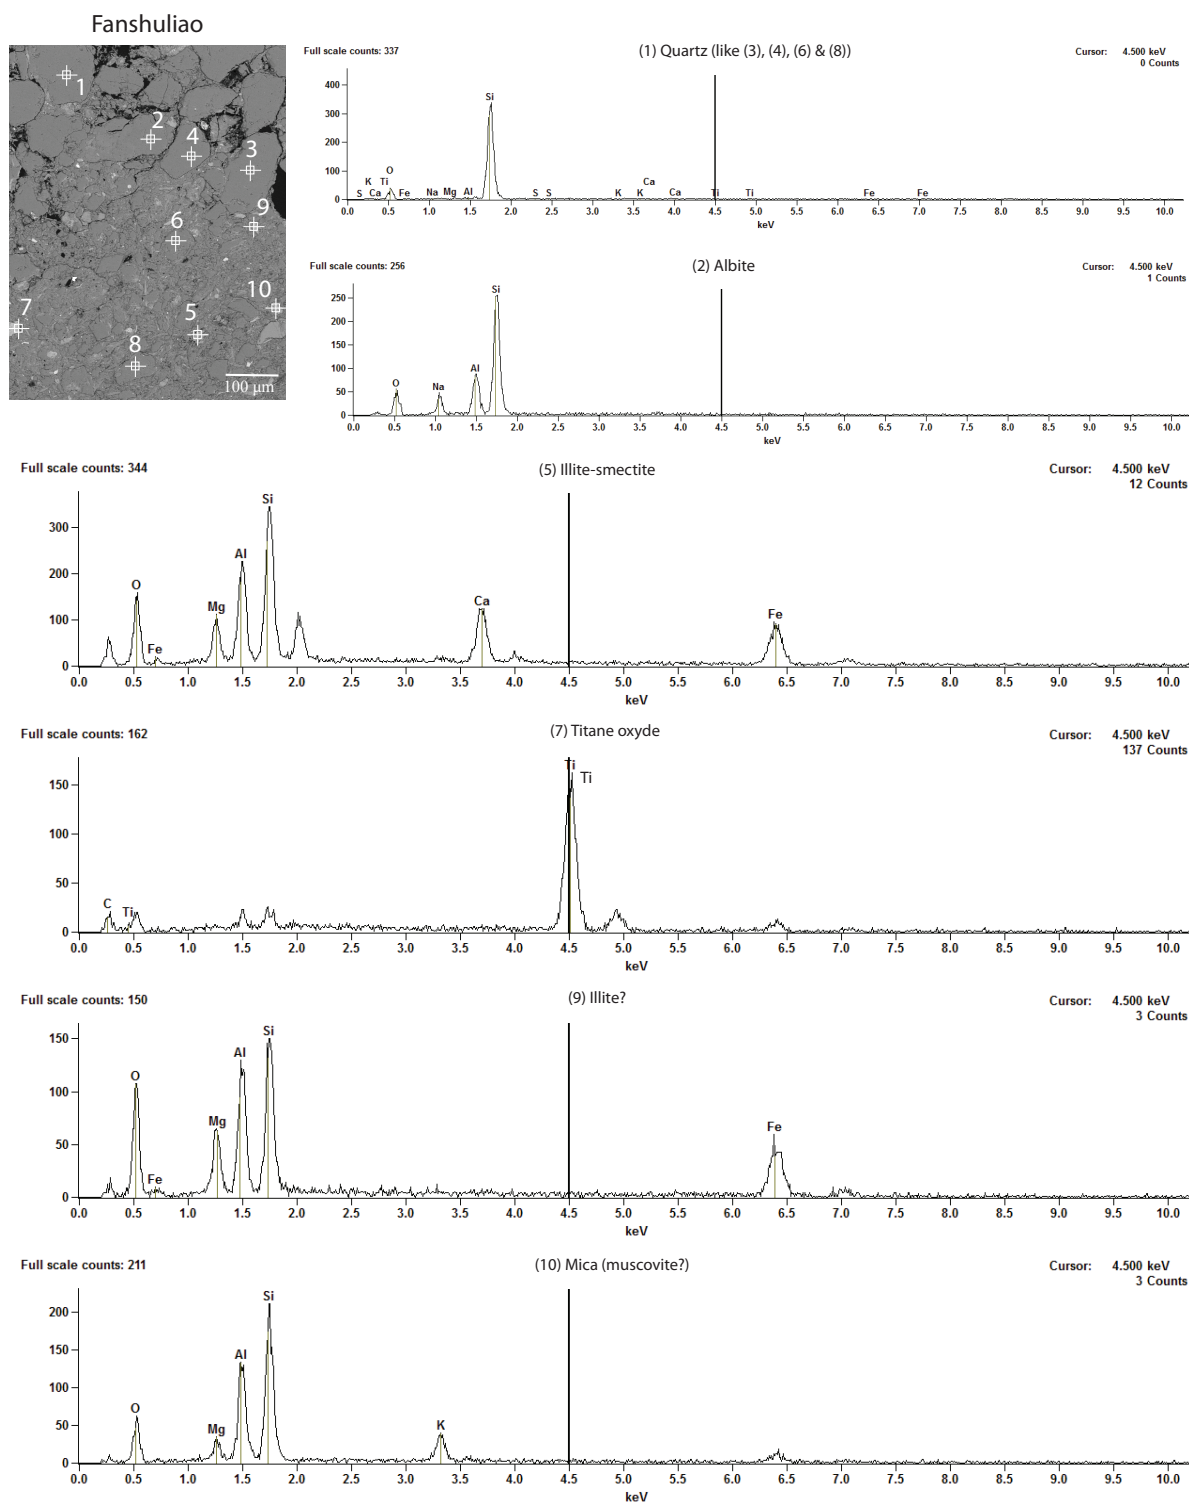 Fanshuliao
1
2
4
3
9
6
7
10
5
8
100 µm
Full scale counts: 337
(1) Quartz (like (3), (4), (6) & (8))
Cursor: 4.500 keV
0 Counts
400
300
200
100
0
Si
O
K Ti
S Ca Fe Na Mg Al S S K K Ca Ca Ti Ti Fe Fe
0.0 0.5 1.0 1.5 2.0 2.5 3.0 3.5 4.0 4.5 5.0 5.5 6.0 6.5 7.0 7.5 8.0 8.5 9.0 9.5 10.0
keV
Full scale counts: 256
(2) Albite
Cursor: 4.500 keV
1 Counts
250
200
150
100
50
0
Si
Al
O Na
0.0 0.5 1.0 1.5 2.0 2.5 3.0 3.5 4.0 4.5 5.0 5.5 6.0 6.5 7.0 7.5 8.0 8.5 9.0 9.5 10.0
keV
Full scale counts: 344
(5) Illite-smectite
Cursor: 4.500 keV
12 Counts
300
200
100
0
Si
Al
O
Mg Ca
Fe Fe
0.0 0.5 1.0 1.5 2.0 2.5 3.0 3.5 4.0 4.5 5.0 5.5 6.0 6.5 7.0 7.5 8.0 8.5 9.0 9.5 10.0
keV
Full scale counts: 162
(7) Titane oxyde
Cursor: 4.500 keV
137 Counts
150
100
50
0
Ti
Ti
C
Ti
0.0 0.5 1.0 1.5 2.0 2.5 3.0 3.5 4.0 4.5 5.0 5.5 6.0 6.5 7.0 7.5 8.0 8.5 9.0 9.5 10.0
keV
Full scale counts: 150
(9) Illite?
Cursor: 4.500 keV
3 Counts
150
100
50
0
Si
Al
O
Mg Fe
Fe
0.0 0.5 1.0 1.5 2.0 2.5 3.0 3.5 4.0 4.5 5.0 5.5 6.0 6.5 7.0 7.5 8.0 8.5 9.0 9.5 10.0
keV
Full scale counts: 211
(10) Mica (muscovite?)
Cursor: 4.500 keV
3 Counts
200
150
100
50
0
Si
Al
O
Mg K
0.0 0.5 1.0 1.5 2.0 2.5 3.0 3.5 4.0 4.5 5.0 5.5 6.0 6.5 7.0 7.5 8.0 8.5 9.0 9.5 10.0
keV